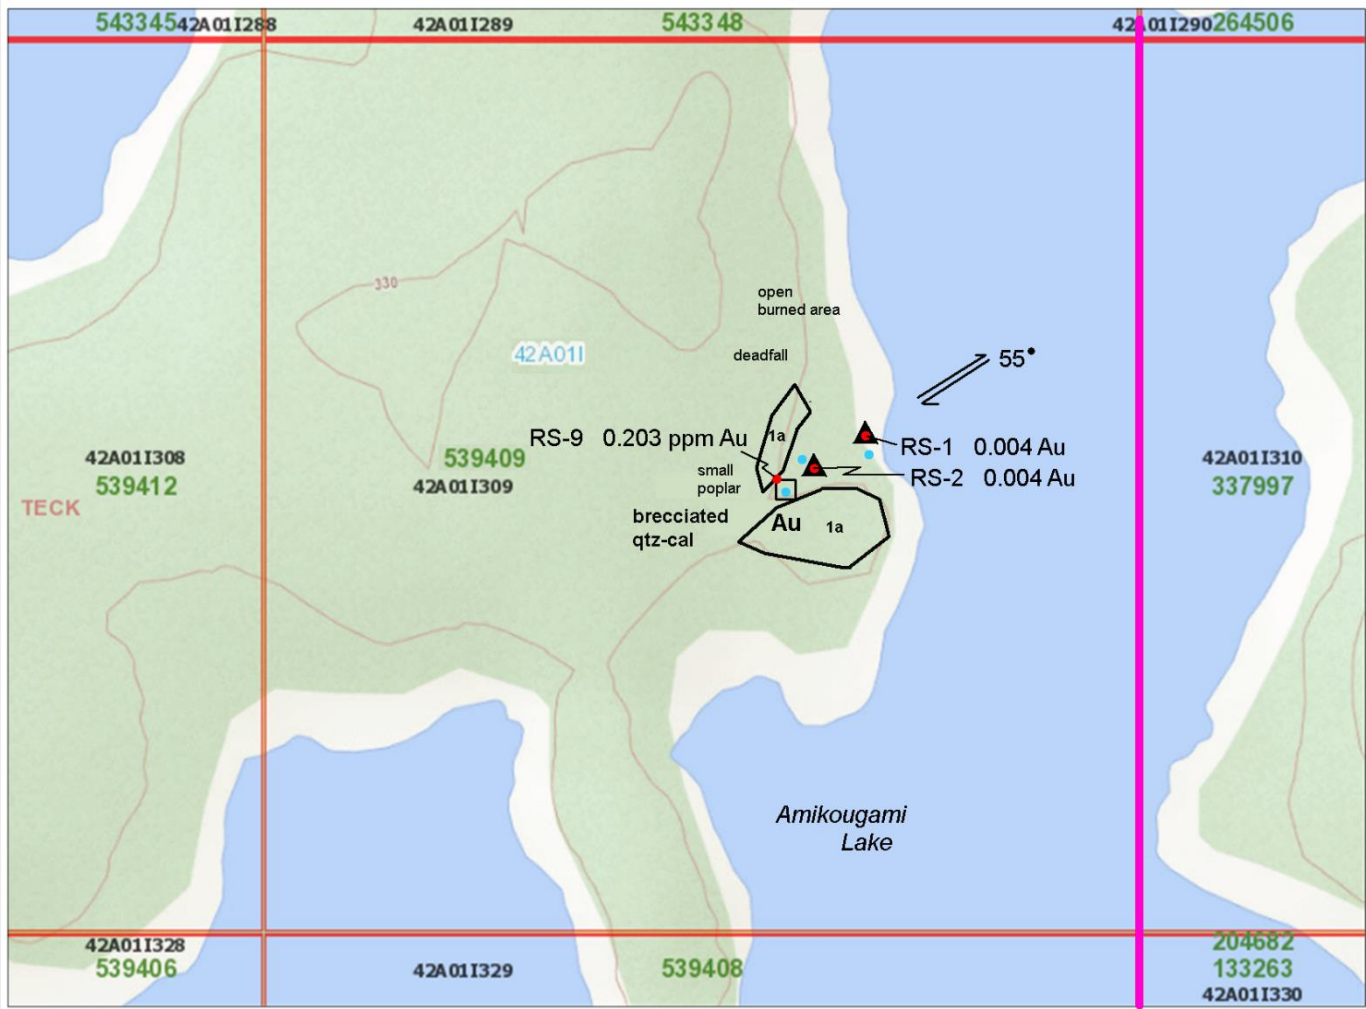 543345 42A01I288 42A01I289 543348 42A01I290 264506
open
burned area
330
42A01I
deadfall
55°
1a
RS-9 0.203 ppm Au
RS-1 0.004 Au
42A01I308
539412
539409
42A01I309
small
poplar
RS-2 0.004 Au
42A01I310
337997
TECK
brecciated
qtz-cal
Au
1a
Amikougami
Lake
42A01I328
539406
42A01I329
539408
204682
133263
42A01I330